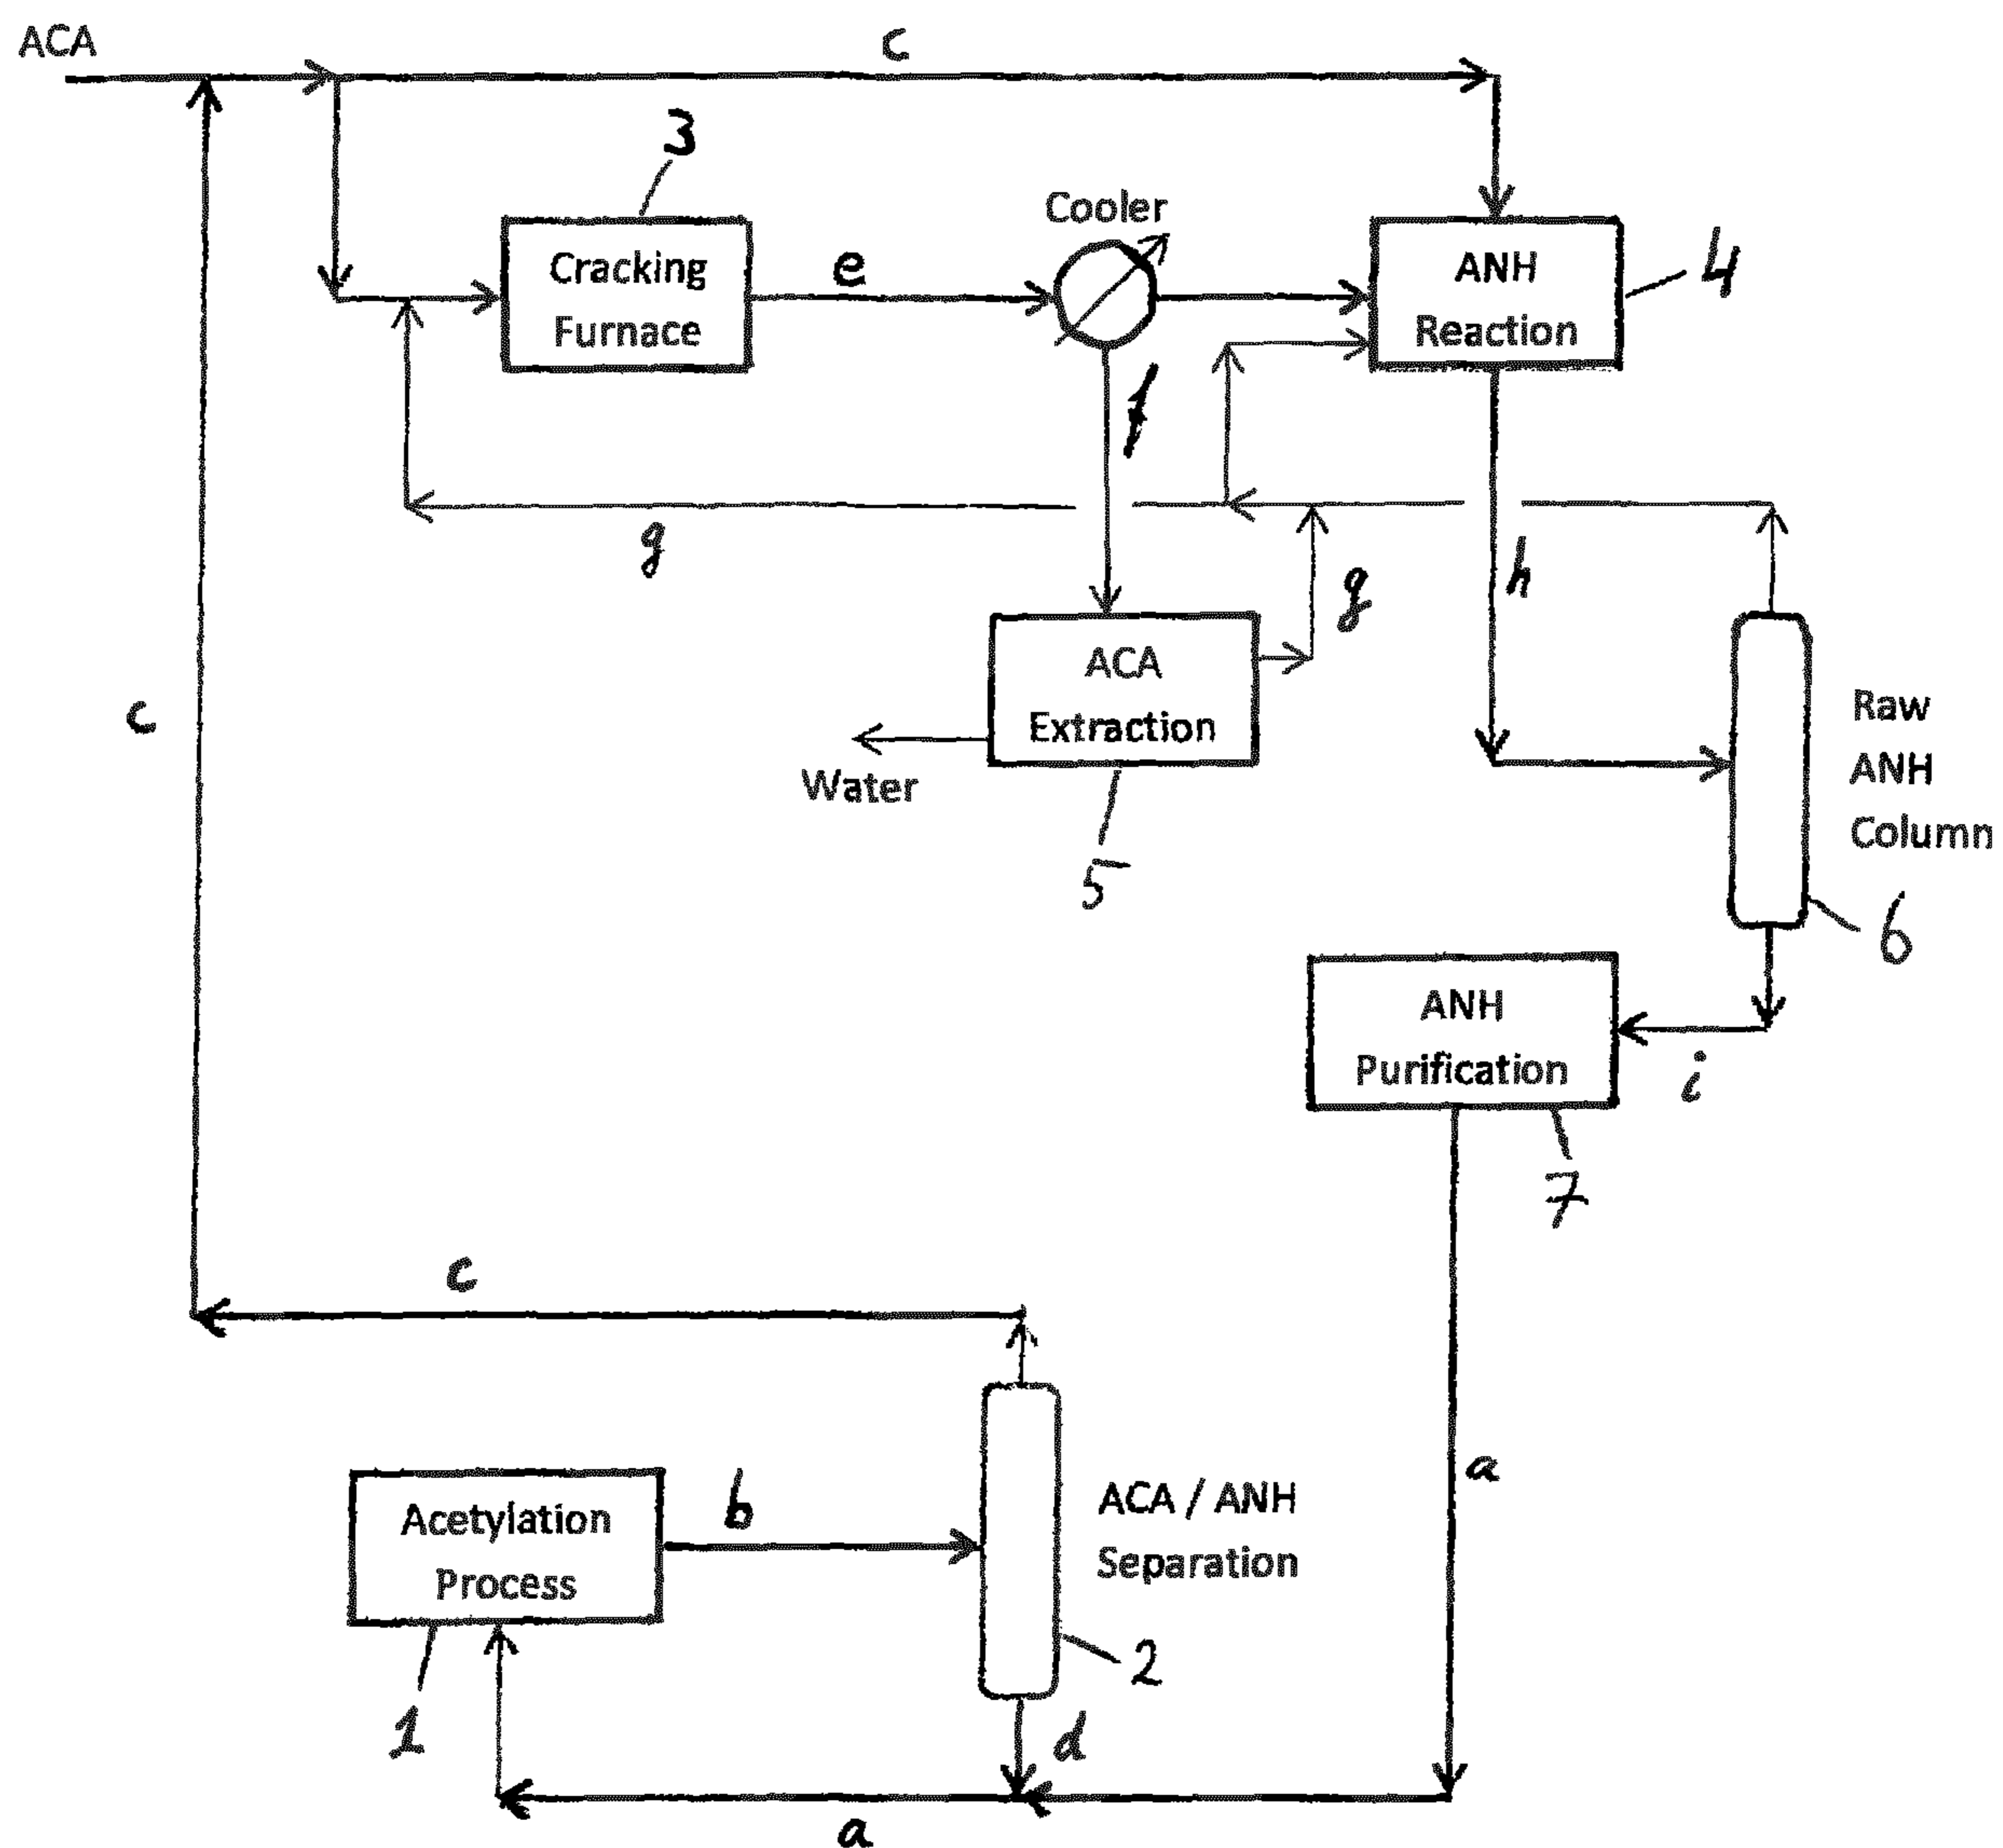 ACA
c
3
Cooler
Cracking
Furnace
e
ANH
Reaction
4
f
g
h
g
ACA
Extraction
Water
5
Raw
ANH
Column
6
c
ANH
Purification
i
7
c
a
Acetylation
Process
b
ACA / ANH
Separation
1
2
d
a